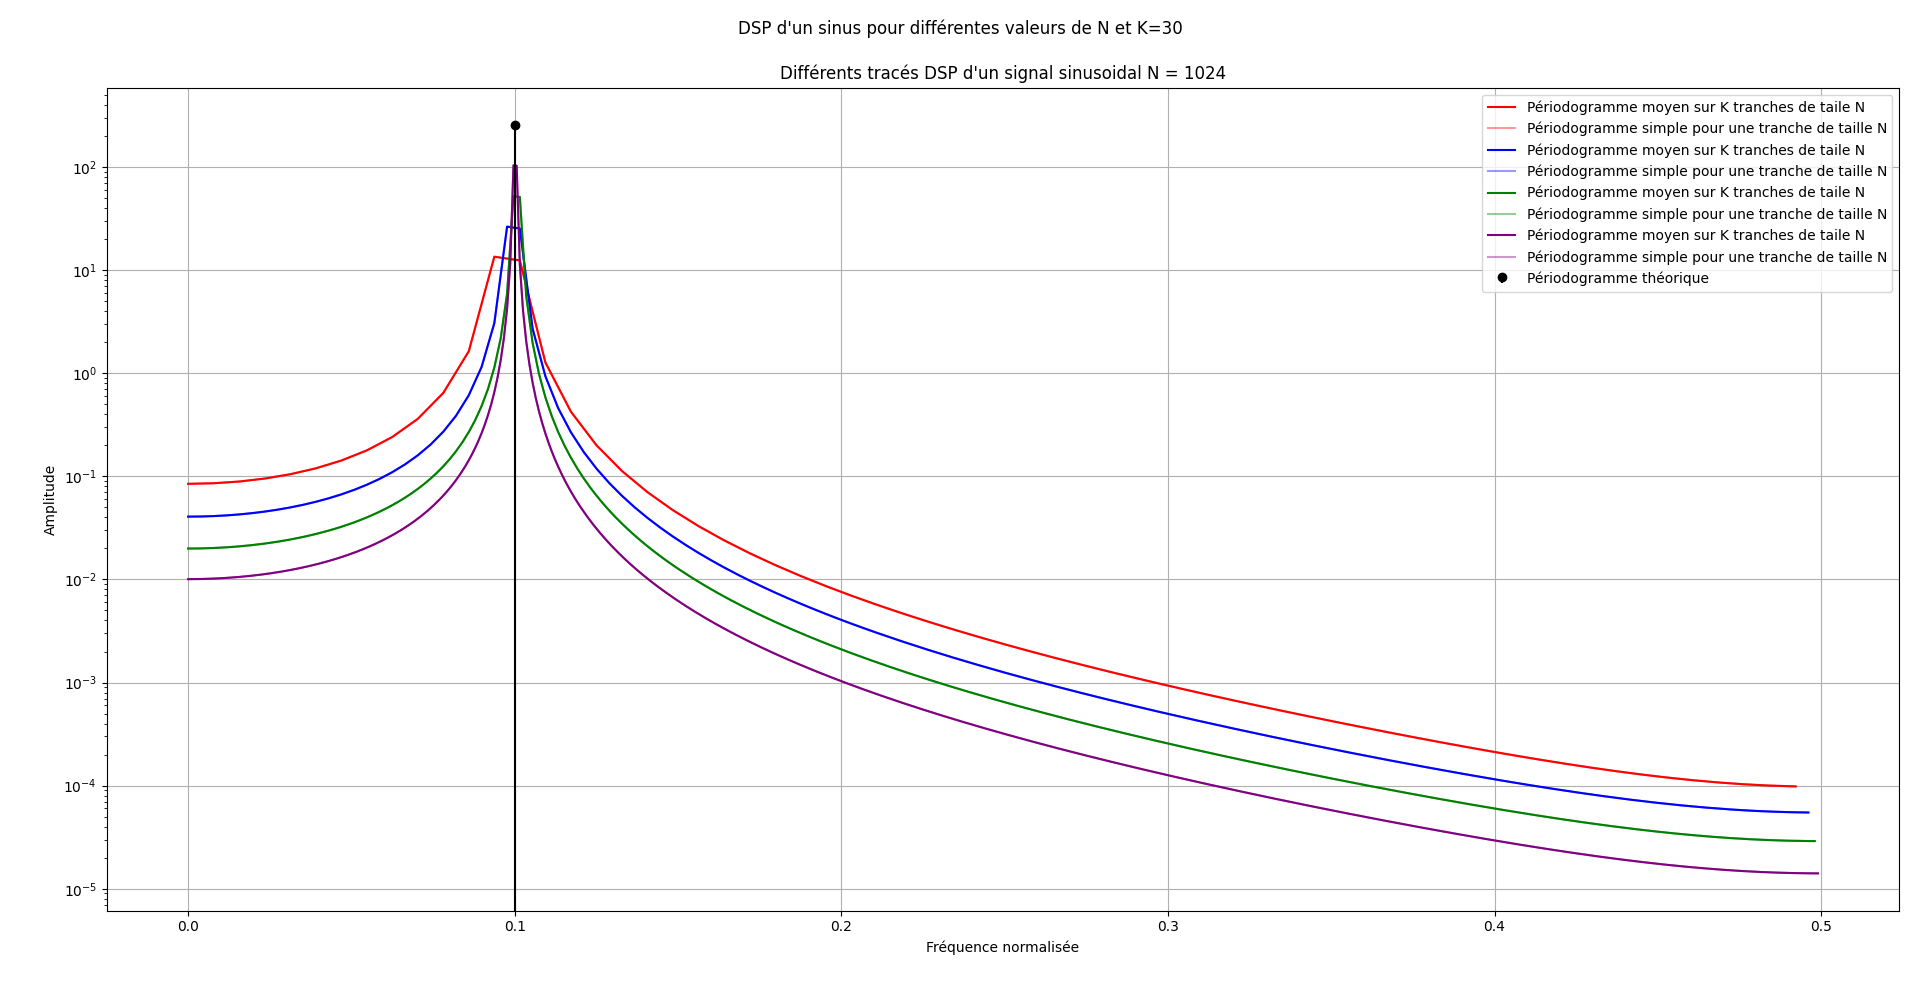 DSP d'un sinus pour différentes valeurs de N et K=30
Différents tracés DSP d'un signal sinusoidal N = 1024
Périodogramme moyen sur K tranches de taile N
Périodogramme simple pour une tranche de taille N
Périodogramme moyen sur K tranches de taile N
Périodogramme simple pour une tranche de taille N
Périodogramme moyen sur K tranches de taile N
Périodogramme simple pour une tranche de taille N
Périodogramme moyen sur K tranches de taile N
Périodogramme simple pour une tranche de taille N
Périodogramme théorique
Amplitude
10²
10¹
10⁰
10⁻¹
10⁻²
10⁻³
10⁻⁴
10⁻⁵
0.0 0.1 0.2 0.3 0.4 0.5
Fréquence normalisée